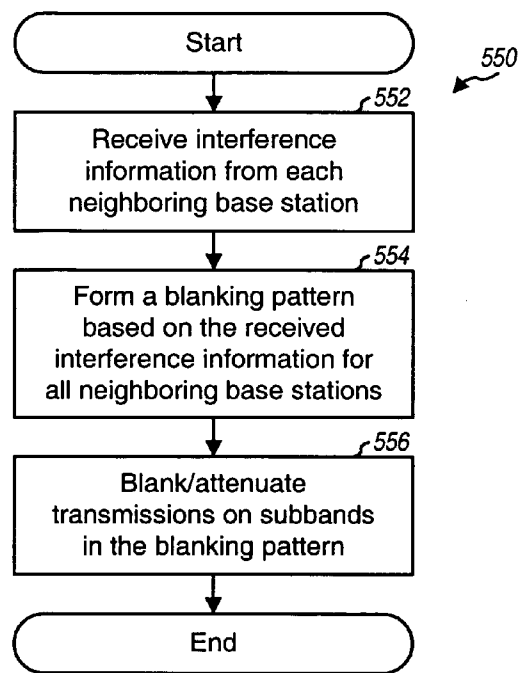 Start
550
552
Receive interference
information from each
neighboring base station
554
Form a blanking pattern
based on the received
interference information for
all neighboring base stations
556
Blank/attenuate
transmissions on subbands
in the blanking pattern
End